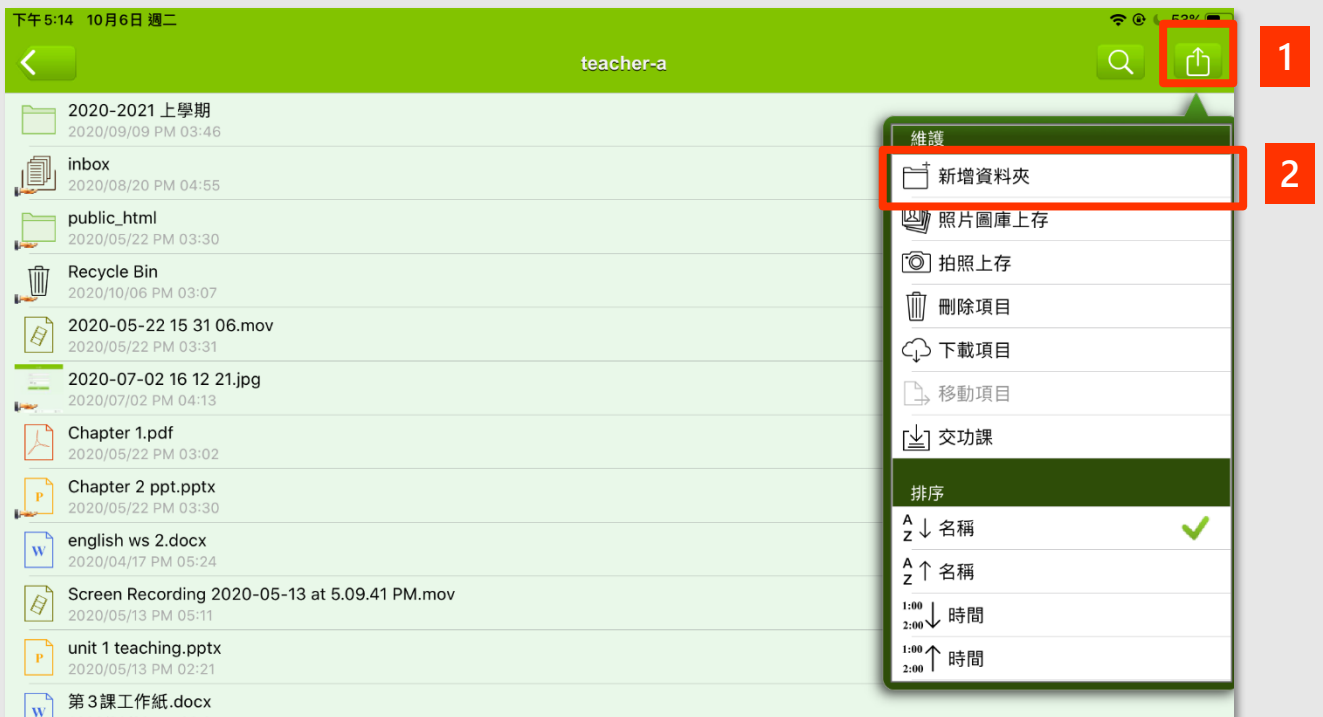 下午5:14 10月6日 週二
53%
teacher-a
1
2020-2021 上學期
2020/09/09 PM 03:46
inbox
2020/08/20 PM 04:55
public_html
2020/05/22 PM 03:30
Recycle Bin
2020/10/06 PM 03:07
2020-05-22 15 31 06.mov
2020/05/22 PM 03:31
2020-07-02 16 12 21.jpg
2020/07/02 PM 04:13
Chapter 1.pdf
2020/05/22 PM 03:02
P
Chapter 2 ppt.pptx
2020/05/22 PM 03:30
W
english ws 2.docx
2020/04/17 PM 05:24
Screen Recording 2020-05-13 at 5.09.41 PM.mov
2020/05/13 PM 05:11
P
unit 1 teaching.pptx
2020/05/13 PM 02:21
W
第3課工作紙.docx
維護
新增資料夾
2
照片圖庫上存
拍照上存
刪除項目
下載項目
移動項目
交功課
排序
A
Z
名稱
A
Z
名稱
1:00
2:00
時間
1:00
2:00
時間